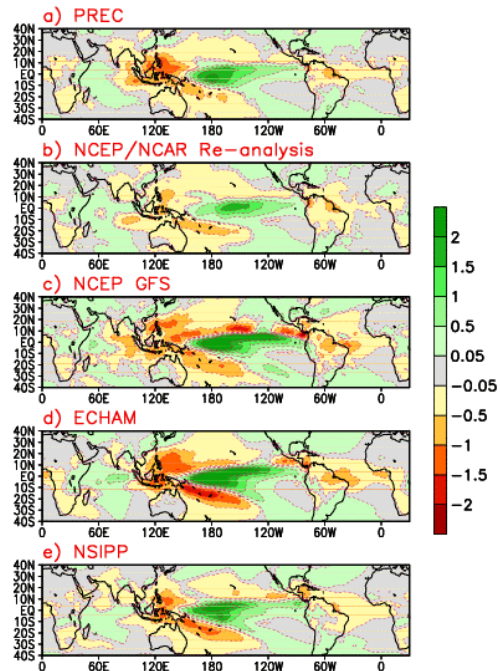 a) PREC
40N
30N
20N
10N
EQ
10S
20S
30S
40S
0 60E 120E 180 120W 60W 0
b) NCEP/NCAR Re-analysis
40N
30N
20N
10N
EQ
10S
20S
30S
40S
0 60E 120E 180 120W 60W 0
c) NCEP GFS
40N
30N
20N
10N
EQ
10S
20S
30S
40S
0 60E 120E 180 120W 60W 0
d) ECHAM
40N
30N
20N
10N
EQ
10S
20S
30S
40S
0 60E 120E 180 120W 60W 0
e) NSIPP
40N
30N
20N
10N
EQ
10S
20S
30S
40S
0 60E 120E 180 120W 60W 0
2
1.5
1
0.5
0.05
-0.05
-0.5
-1
-1.5
-2